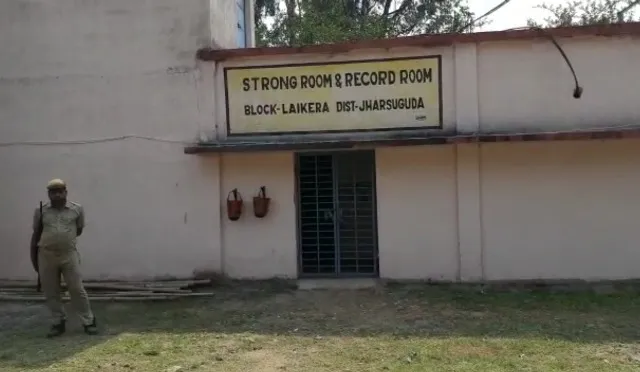 STRONG ROOM & RECORD ROOM
BLOCK-LAIKERA DIST-JHARSUGUDA